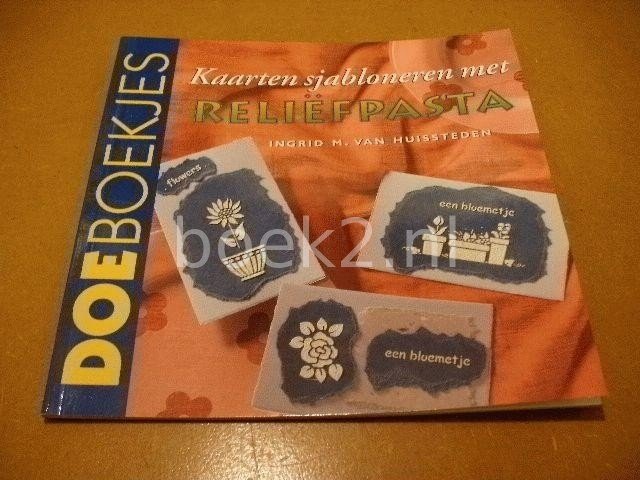 DOEBOEKJES
Kaarten sjabloneren met
RELIËFPASTA
INGRID M. VAN HUISSTEDEN
flowers
een bloemetje
een bloemetje
boek2.nl